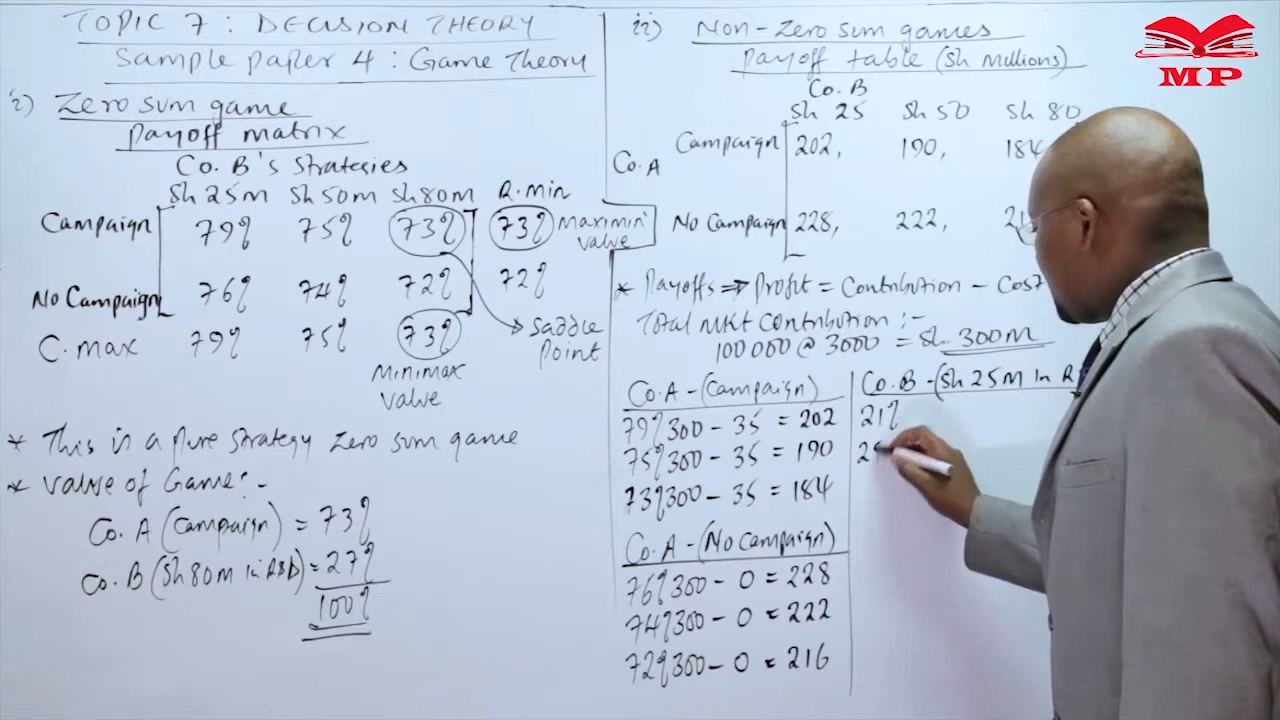 TOPIC 7 : DECISION THEORY
Sample paper 4 : Game Theory
i) Zero sum game
payoff matrix
Co. B's Strategies
Sh 25M Sh 50M Sh 80M R. min
Campaign 79% 75% 73% 73% Maximin value
No Campaign 76% 74% 72% 72%
C. max 79% 75% 73% Saddle point
Minimax value
* This is a pure strategy zero sum game
* Value of Game:-
Co. A (Campaign) = 73%
Co. B (Sh 80M in R&D) = 27%
100%
ii) Non-Zero sum games
Payoff table (Sh Millions)
Co. B
Sh 25 Sh 50 Sh 80
Co. A
Campaign 202, 190, 184
No Campaign 228, 222,
* Payoffs ⇒ Profit = Contribution - Cost
Total MKT Contribution :-
100 000 @ 3000 = Sh. 300M
Co. A - (Campaign)
79%300 - 35 = 202
75%300 - 35 = 190
73%300 - 35 = 184
Co. A - (No Campaign)
76%300 - 0 = 228
74%300 - 0 = 222
72%300 - 0 = 216
Co. B - (Sh 25M in R
21%
MP